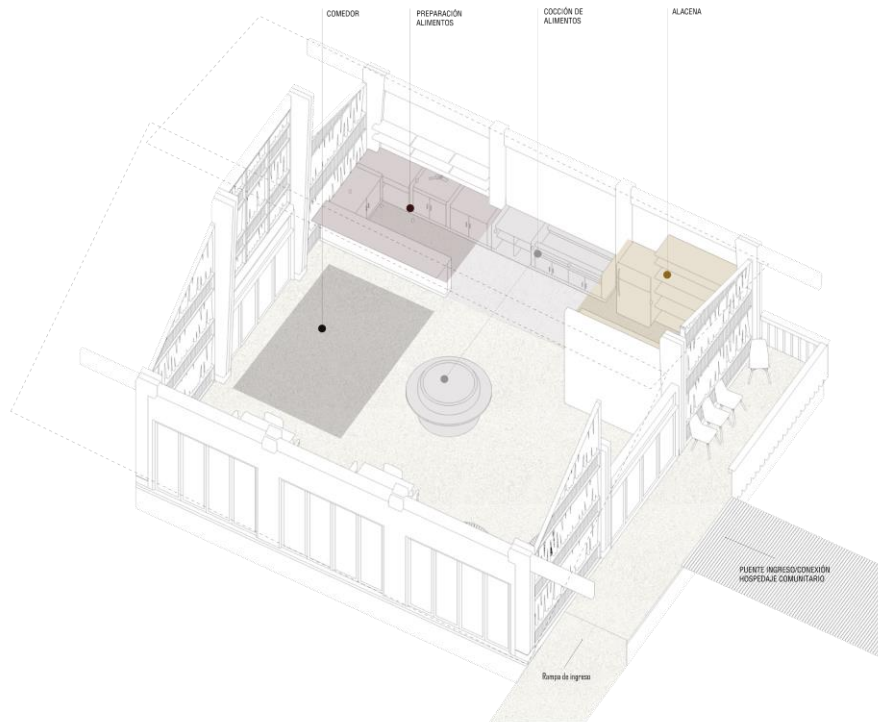 COMEDOR
PREPARACIÓN
ALIMENTOS
COCCIÓN DE
ALIMENTOS
ALACENA
PUENTE INGRESO/CONEXIÓN
HOSPEDAJE COMUNITARIO
Rampa de ingreso